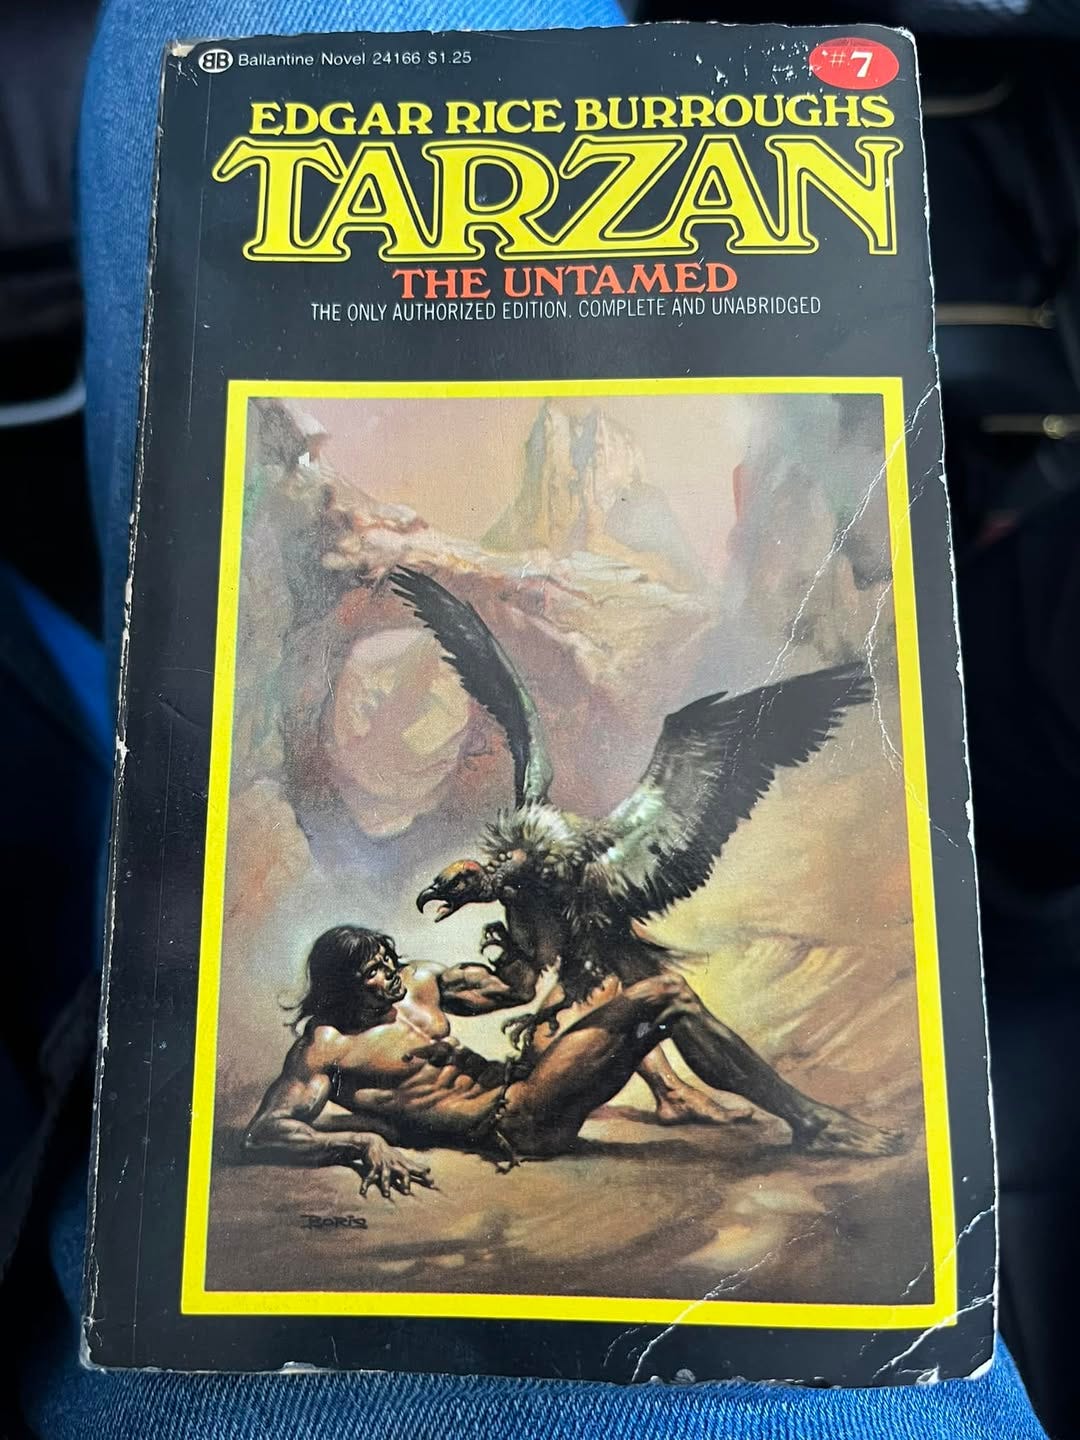 BB Ballantine/Novel 24166 $1.25
#7
EDGAR RICE BURROUGHS
TARZAN
THE UNTAMED
THE ONLY AUTHORIZED EDITION. COMPLETE AND UNABRIDGED
BORIS